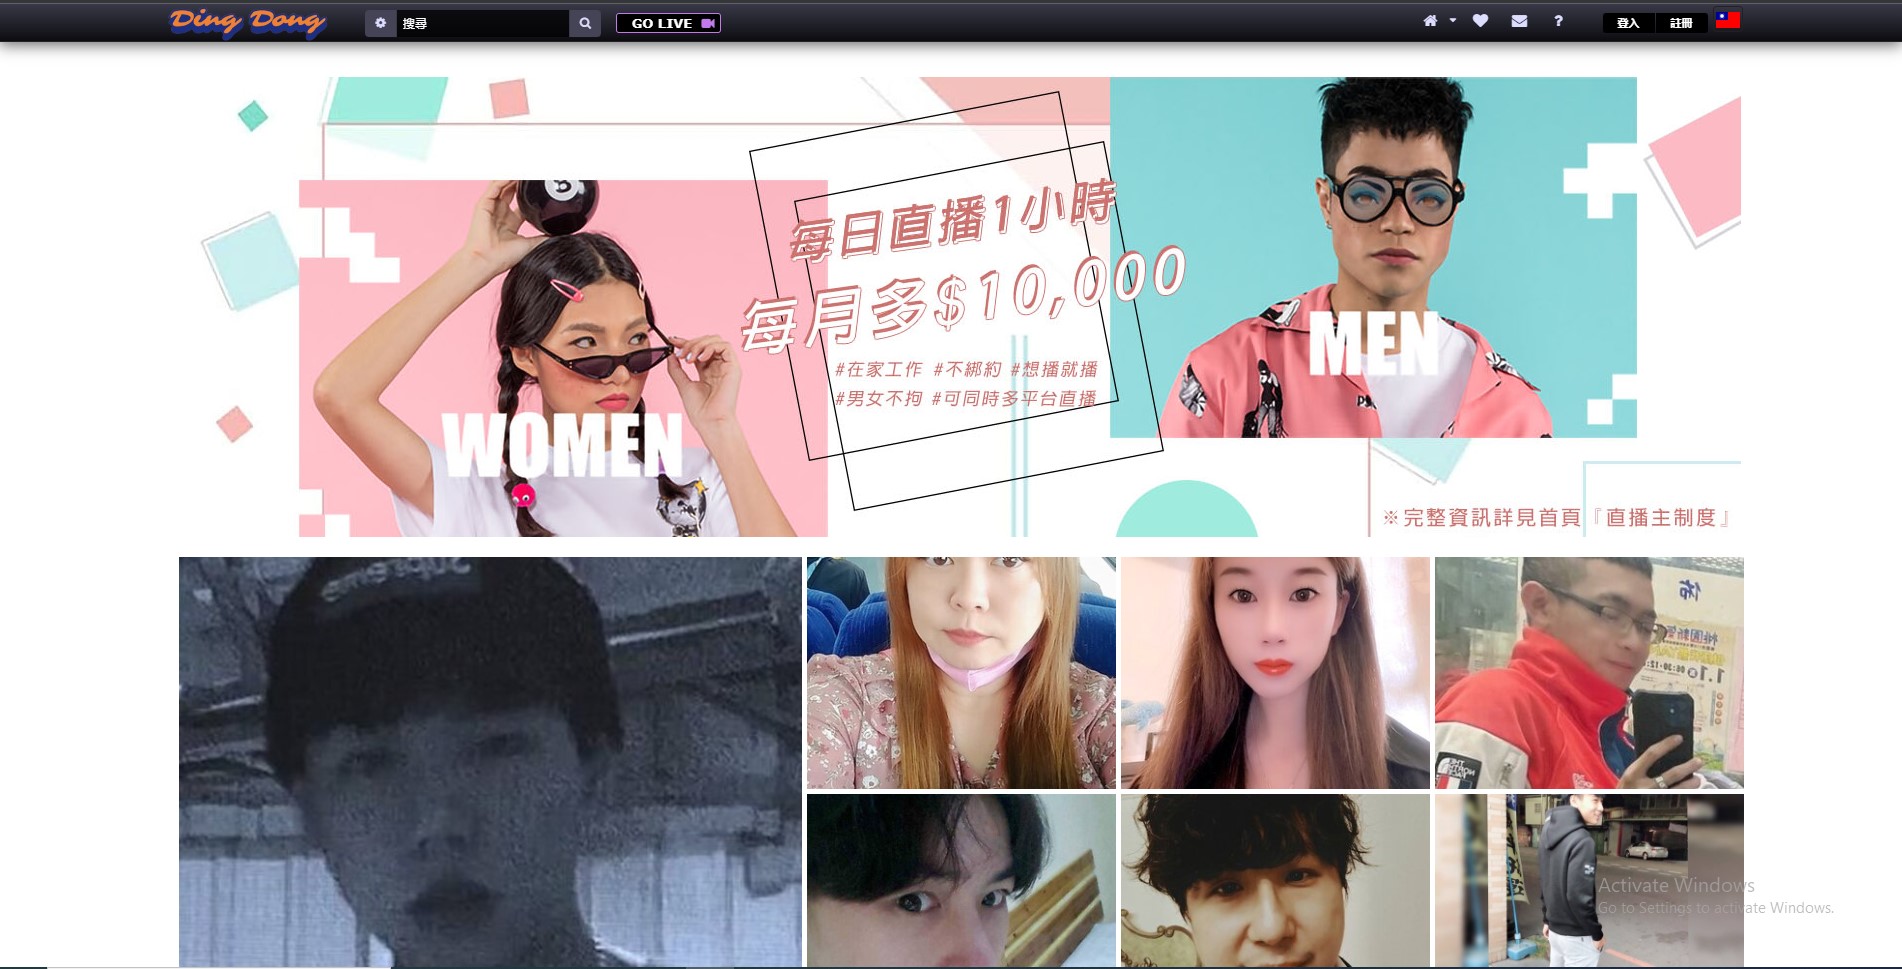 Ding Dong
搜尋
GO LIVE
?
登入
註冊
每日直播1小時
每月多$10,000
#在家工作 #不綁約 #想播就播
#男女不拘 #可同時多平台直播
WOMEN
MEN
※完整資訊詳見首頁『直播主制度』
Activate Windows
Go to Settings to activate Windows.